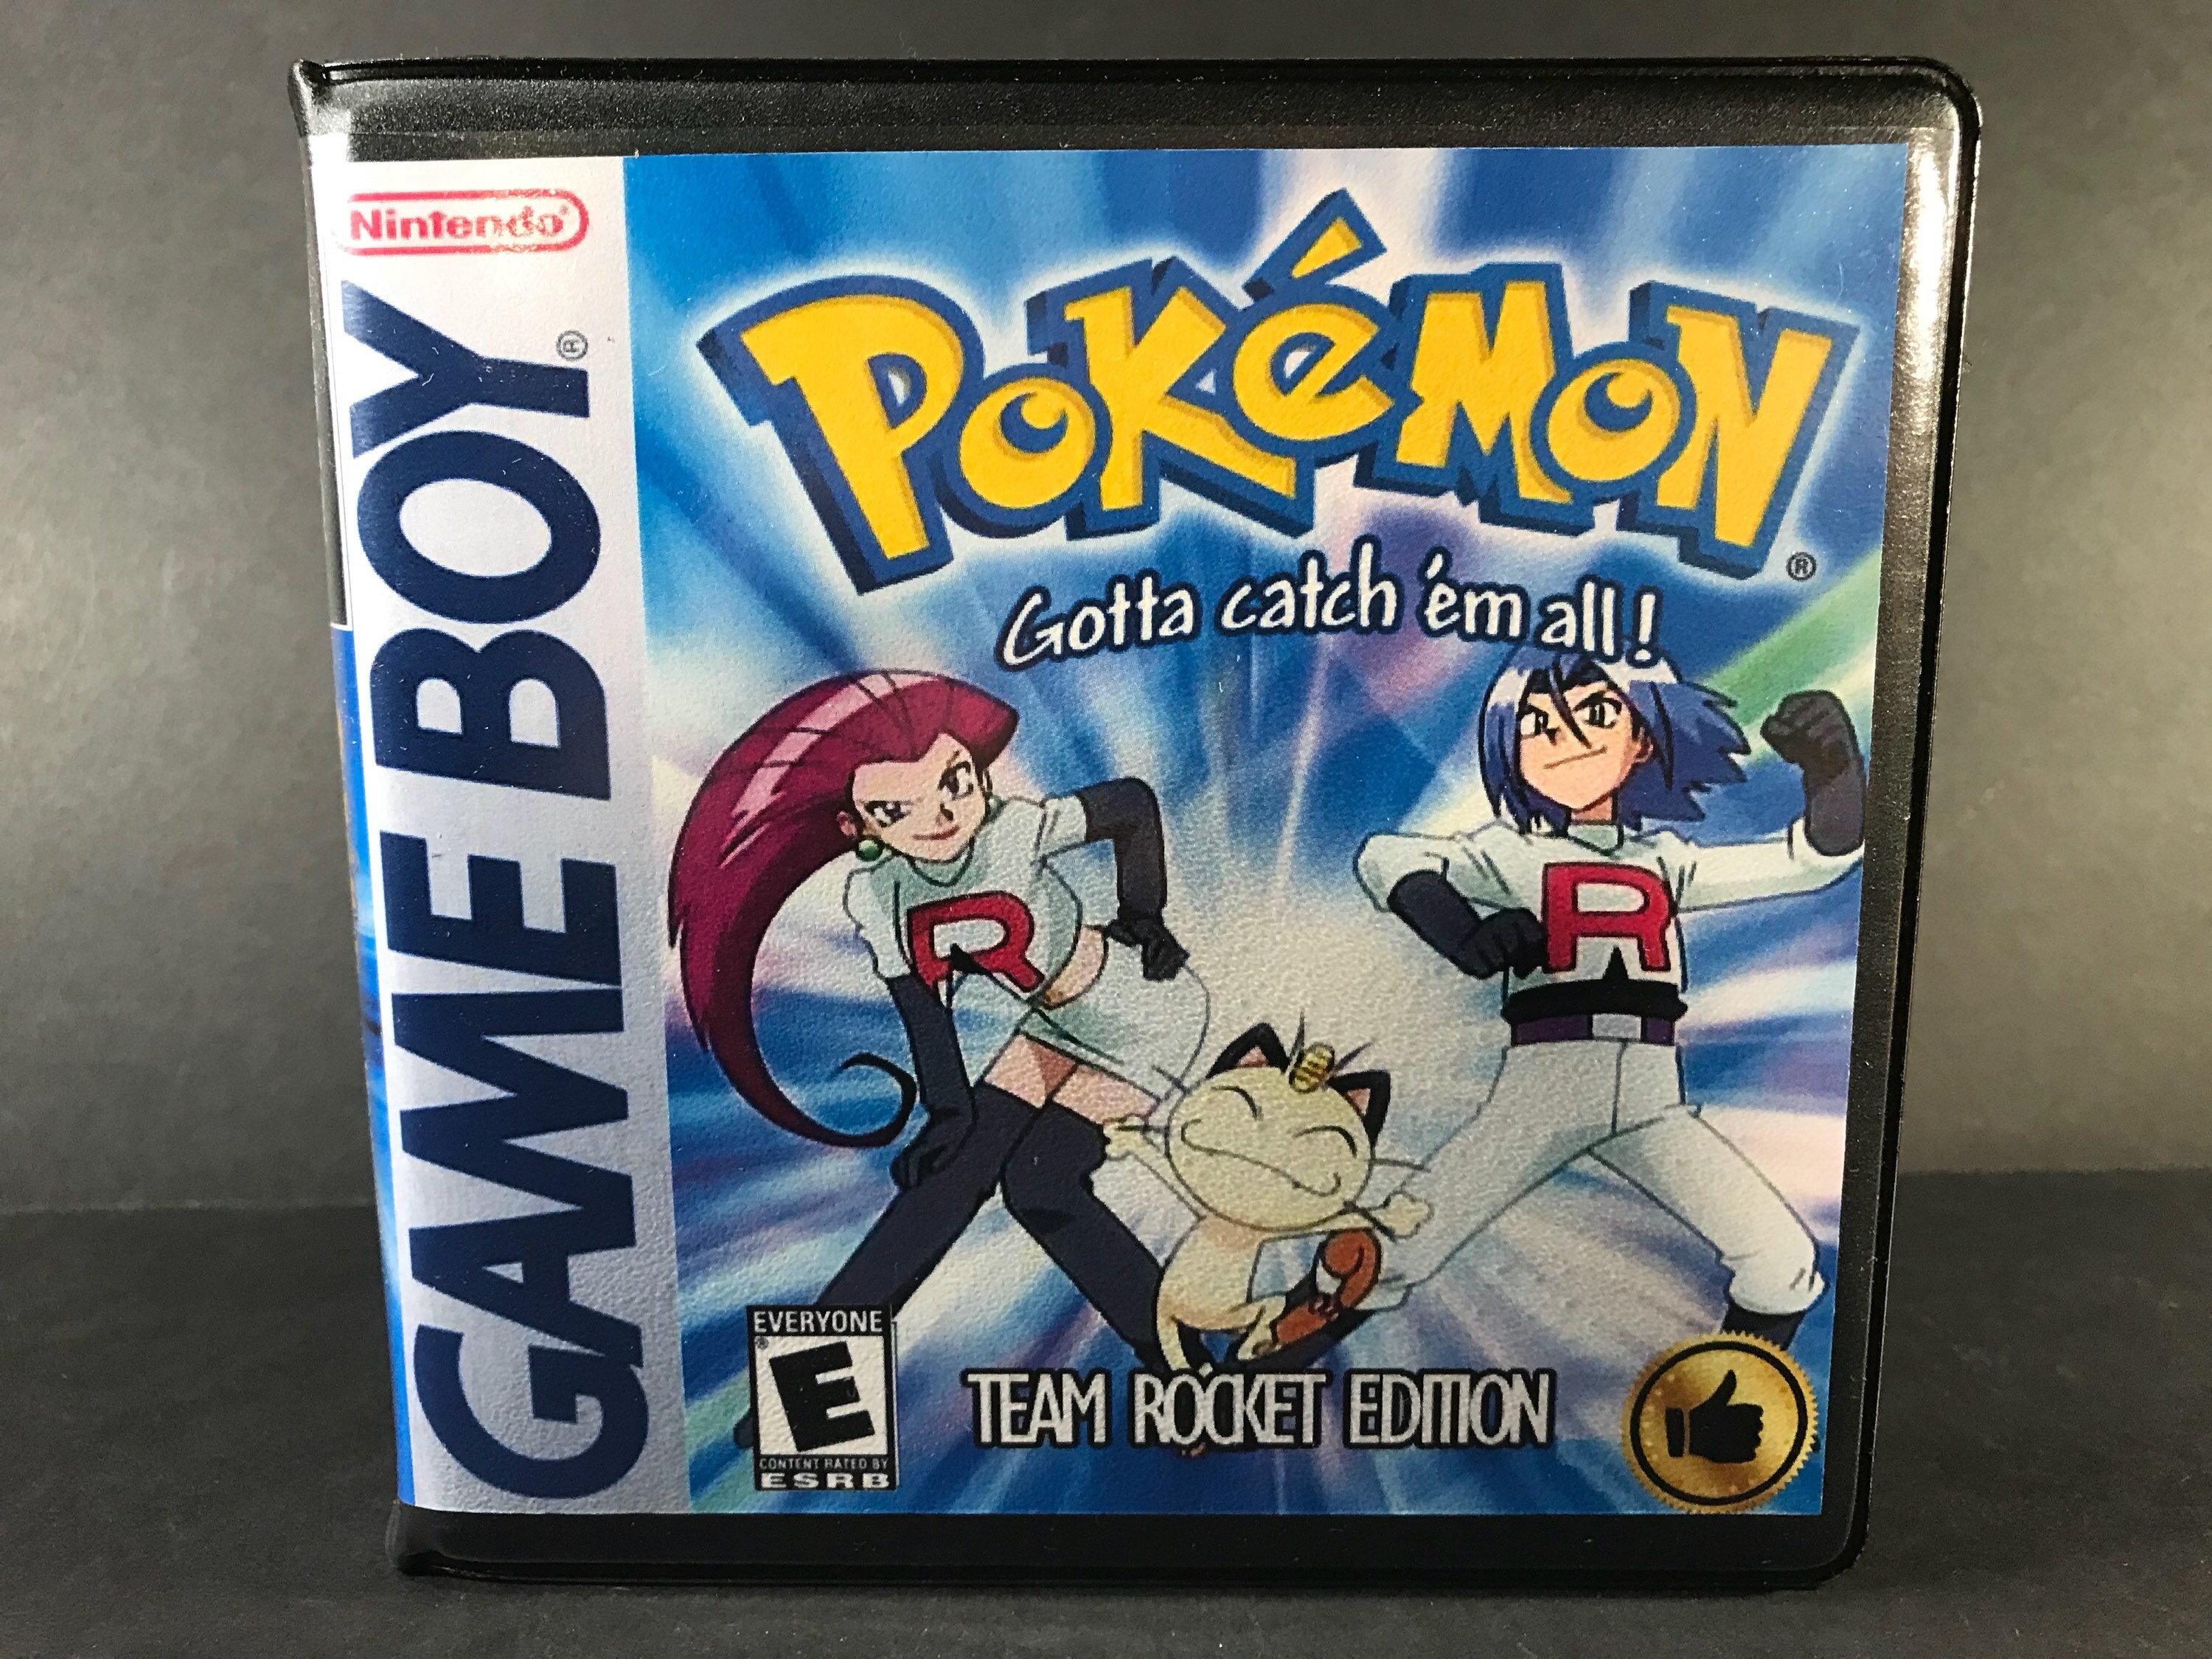 Nintendo®
GAME BOY®
POKéMON®
Gotta catch 'em all!
R
R
EVERYONE
E®
CONTENT RATED BY
ESRB
TEAM ROCKET EDITION